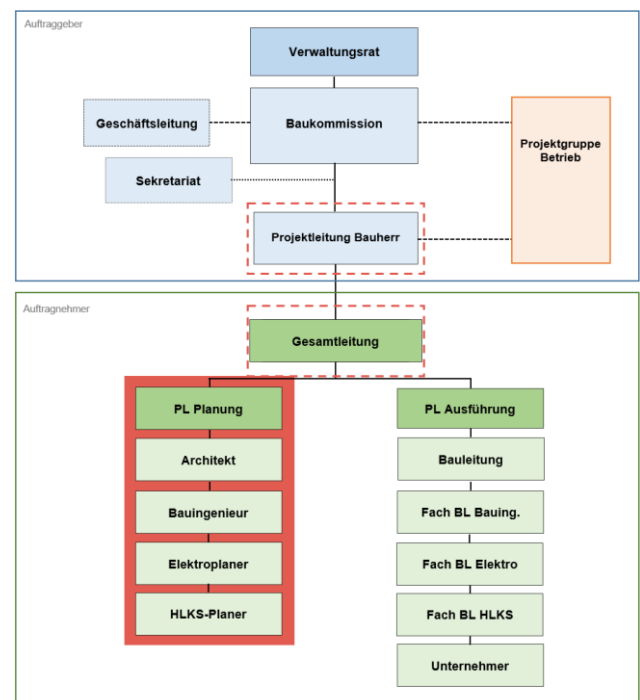 Auftraggeber
Verwaltungsrat
Geschäftsleitung
Baukommission
Projektgruppe
Betrieb
Sekretariat
Projektleitung Bauherr
Auftragnehmer
Gesamtleitung
PL Planung
PL Ausführung
Architekt
Bauleitung
Bauingenieur
Fach BL Bauing.
Elektroplaner
Fach BL Elektro
HLKS-Planer
Fach BL HLKS
Unternehmer